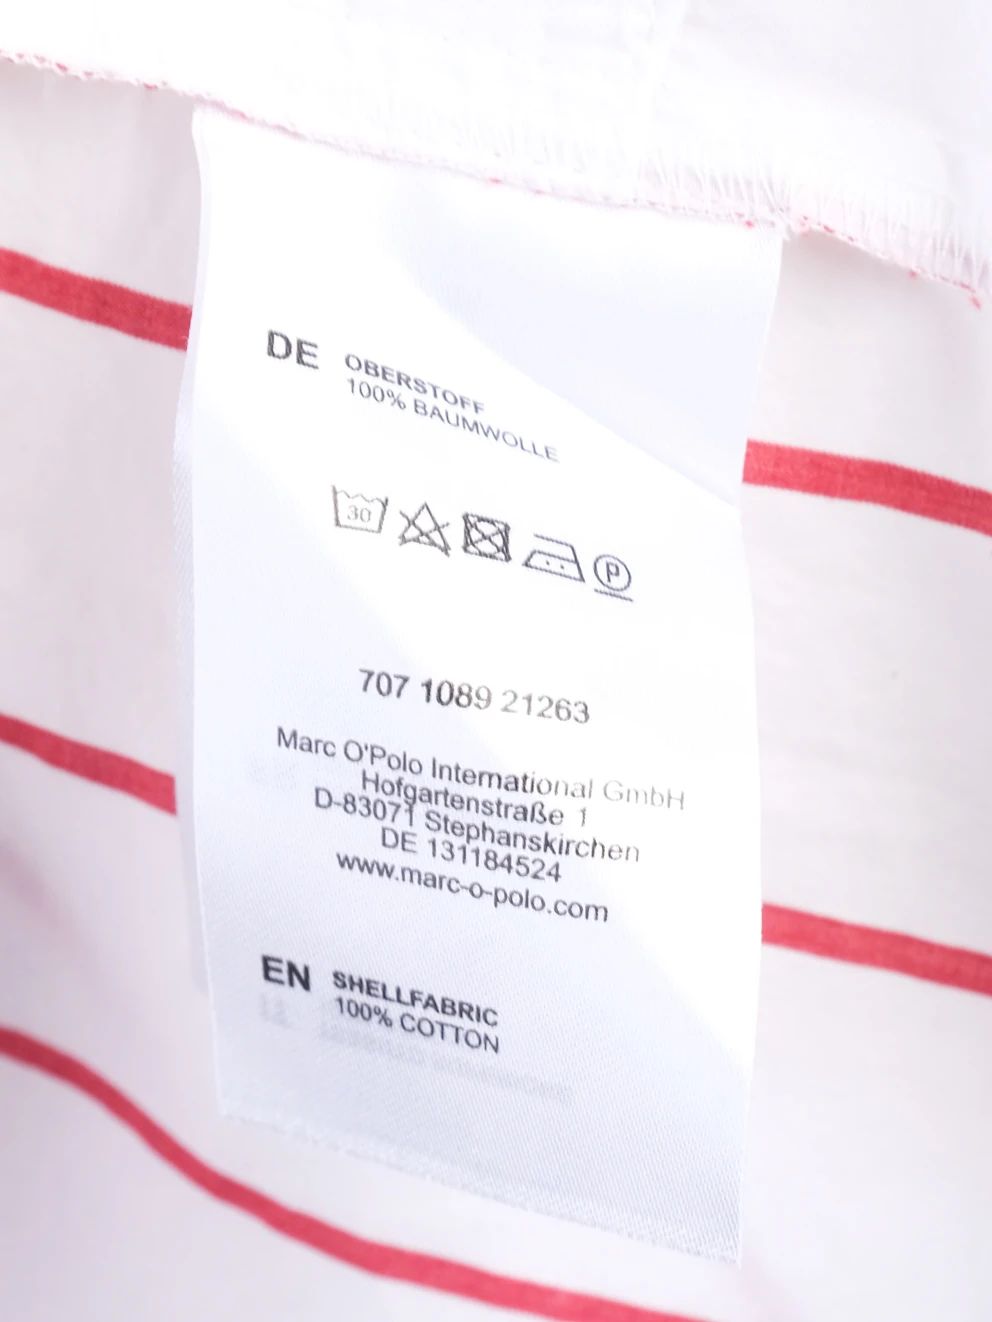 DE OBERSTOFF
100% BAUMWOLLE
30
P
707 1089 21263
Marc O'Polo International GmbH
Hofgartenstraße 1
D-83071 Stephanskirchen
DE 131184524
www.marc-o-polo.com
EN SHELLFABRIC
100% COTTON